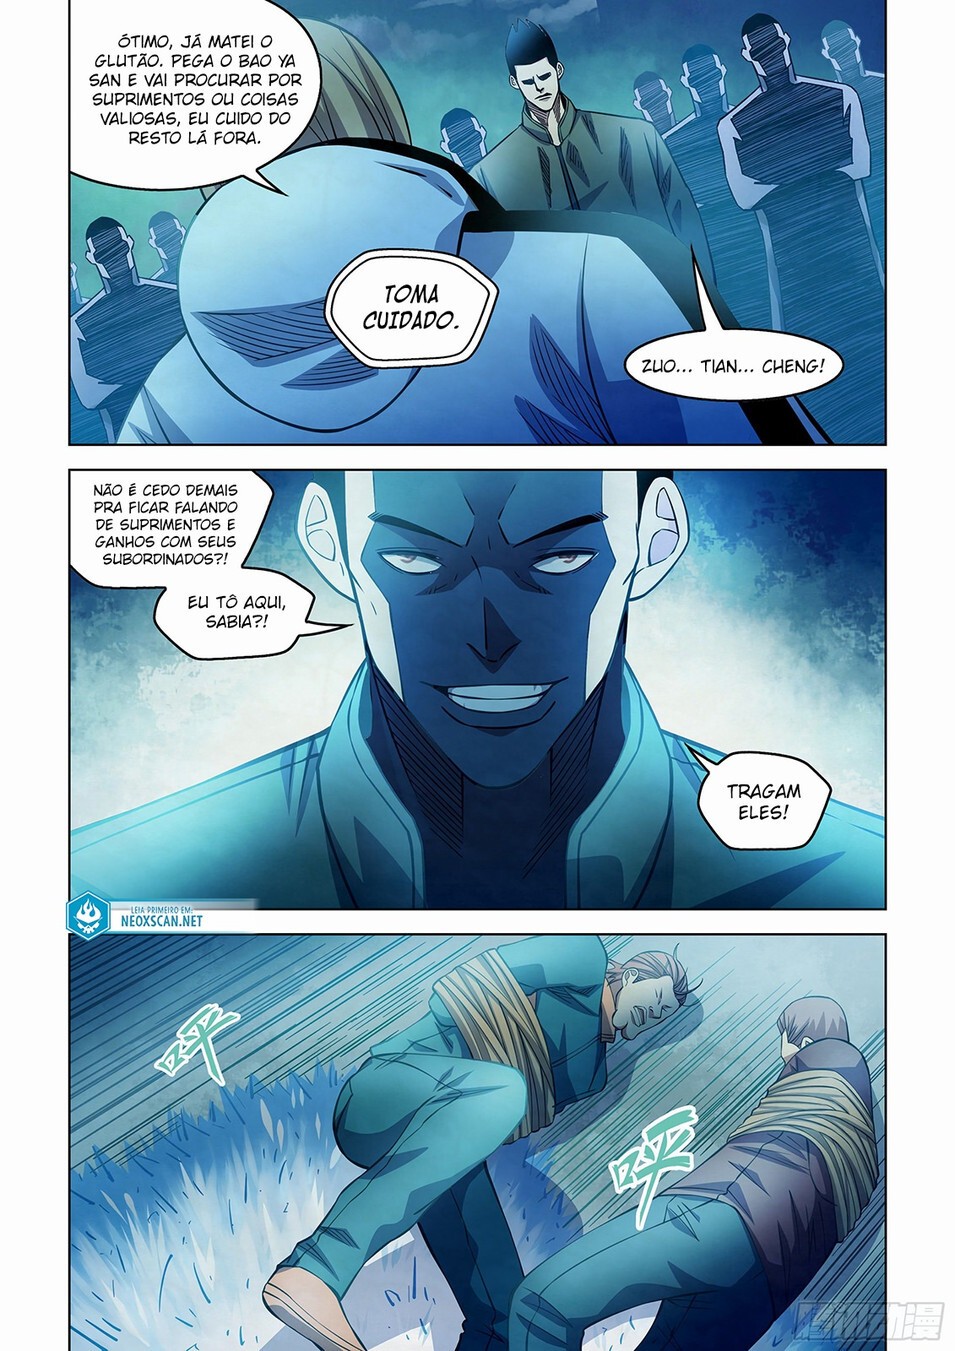 ÓTIMO, JÁ MATEI O
GLUTÃO. PEGA O BAO YA
SAN E VAI PROCURAR POR
SUPRIMENTOS OU COISAS
VALIOSAS, EU CUIDO DO
RESTO LÁ FORA.
TOMA
CUIDADO.
ZUO... TIAN... CHENG!
NÃO É CEDO DEMAIS
PRA FICAR FALANDO
DE SUPRIMENTOS E
GANHOS COM SEUS
SUBORDINADOS?!
EU TÔ AQUI,
SABIA?!
TRAGAM
ELES!
LEIA PRIMEIRO EM:
NEOXSCAN.NET
呯
呯